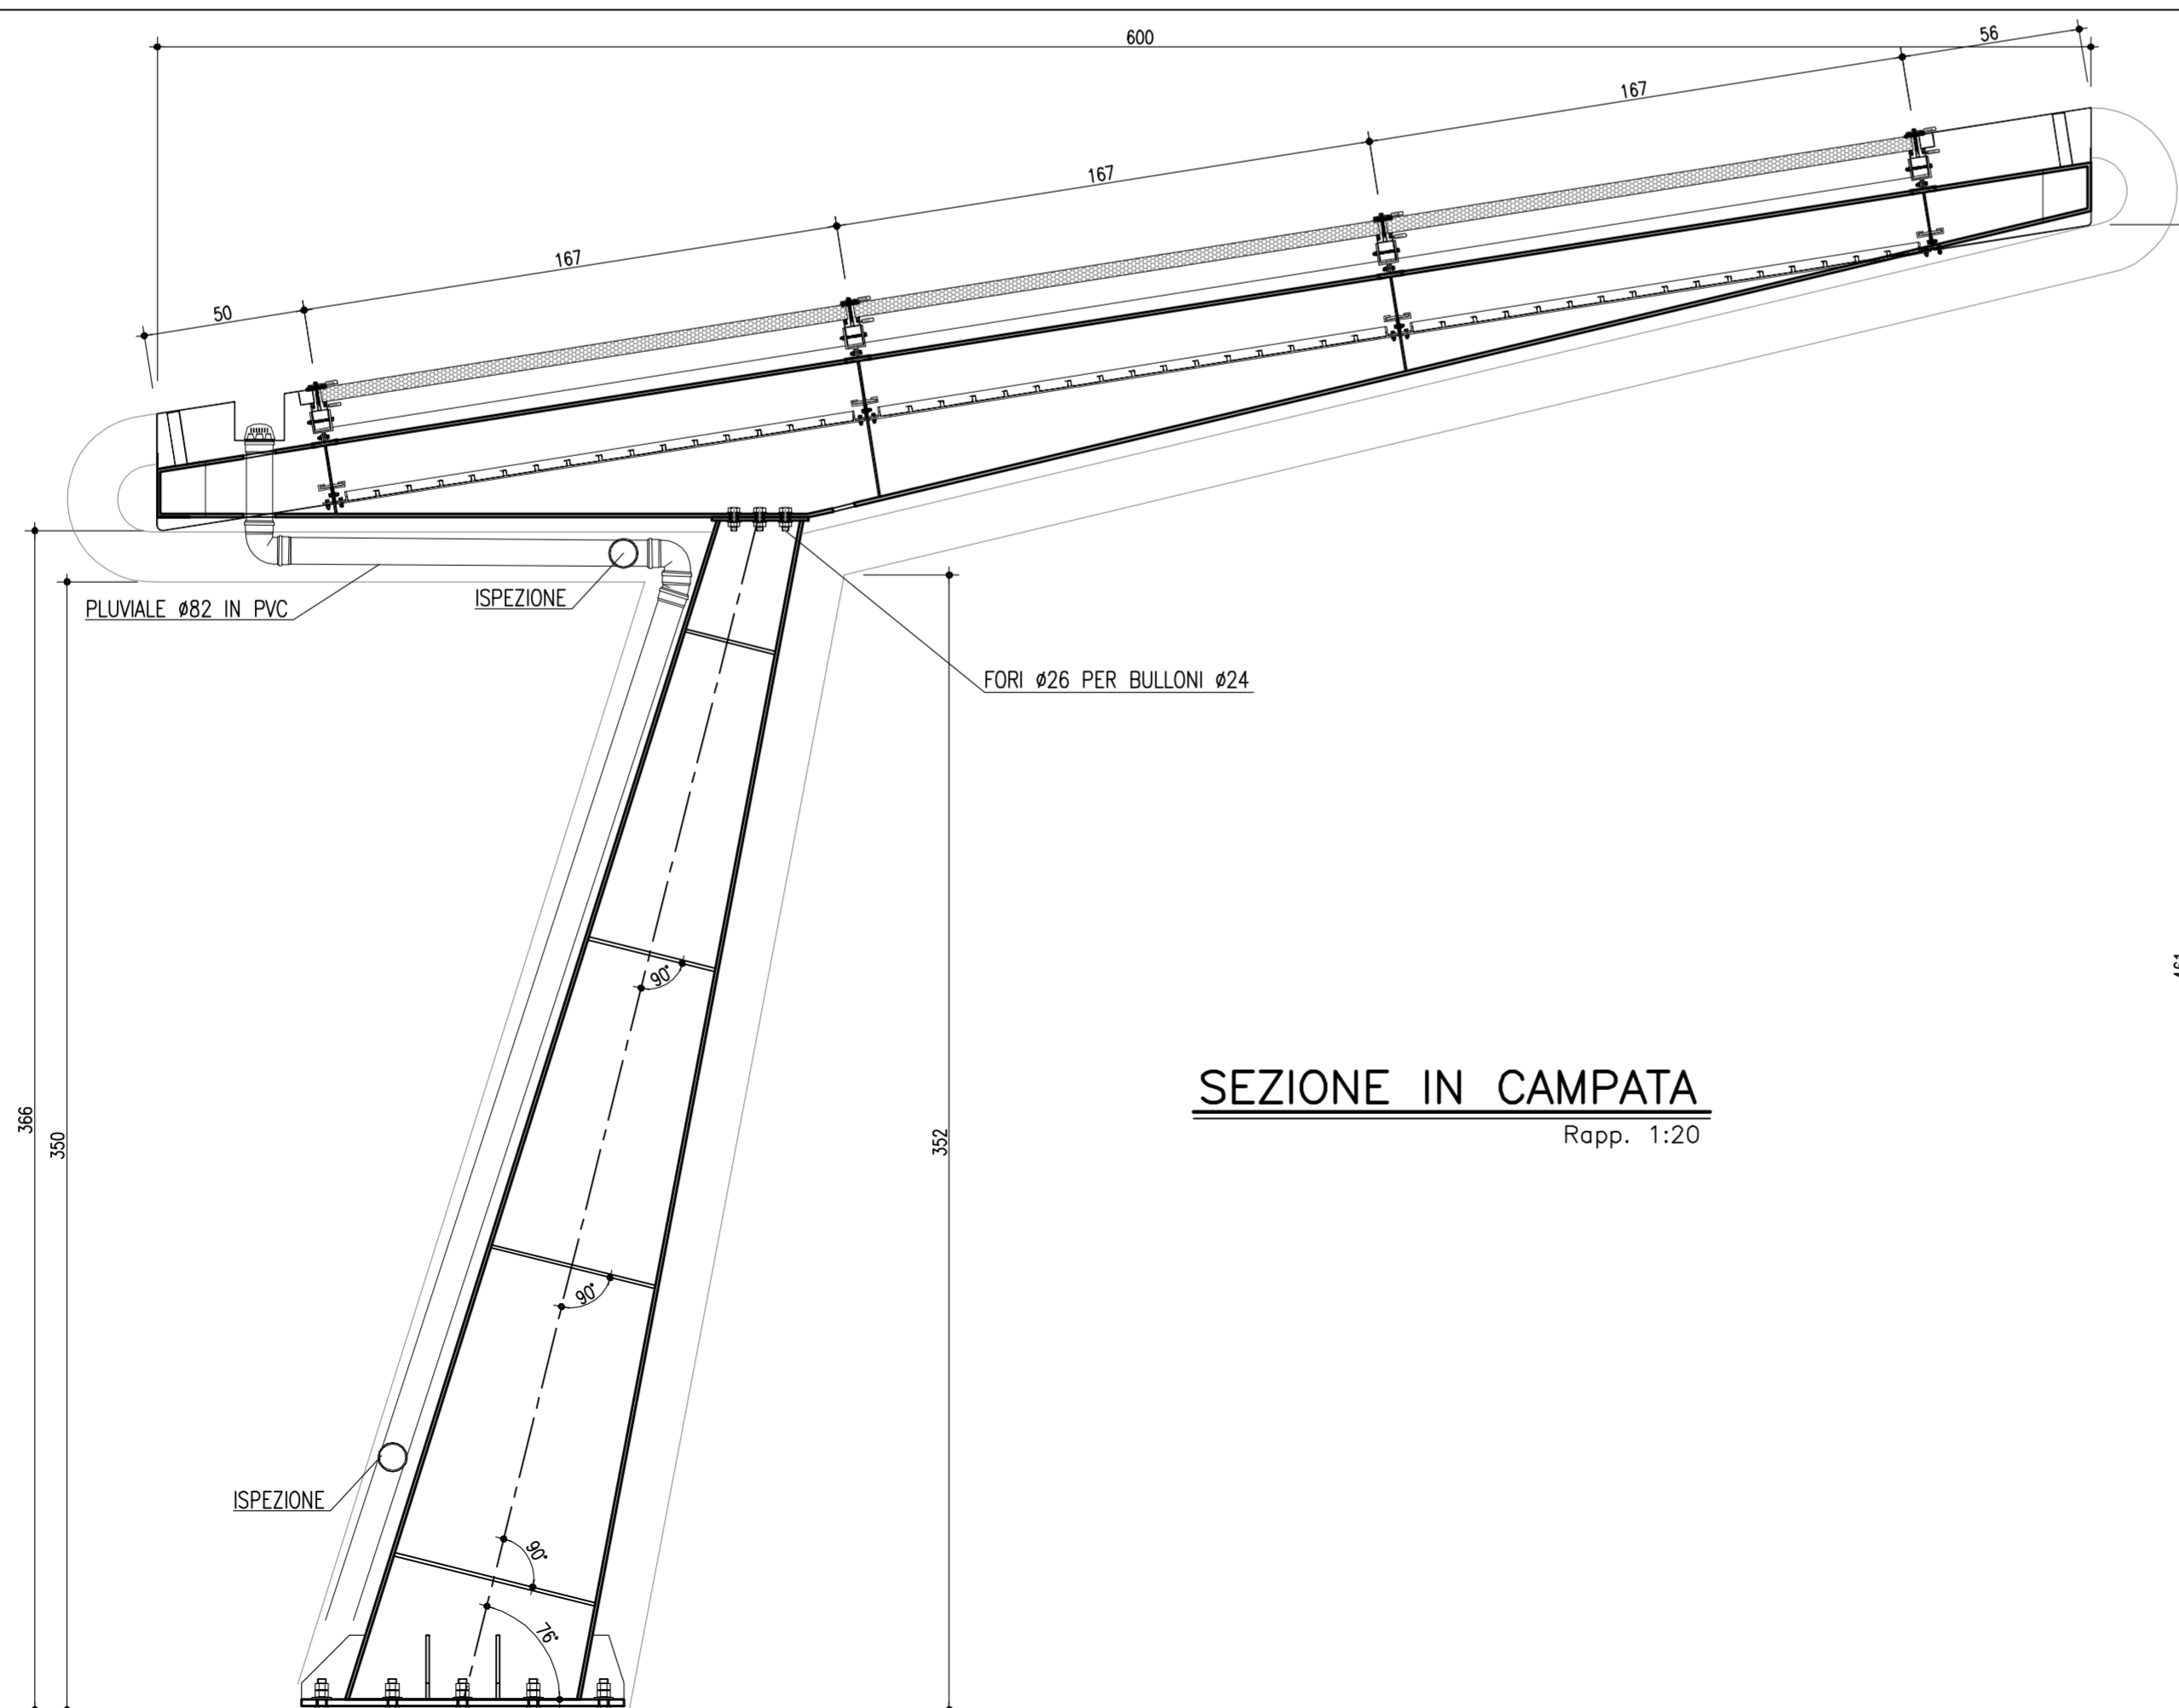 600
56
167
167
167
50
PLUVIALE ø82 IN PVC
ISPEZIONE
FORI ø26 PER BULLONI ø24
90°
461
SEZIONE IN CAMPATA
Rapp. 1:20
366
350
352
90°
ISPEZIONE
90°
76°